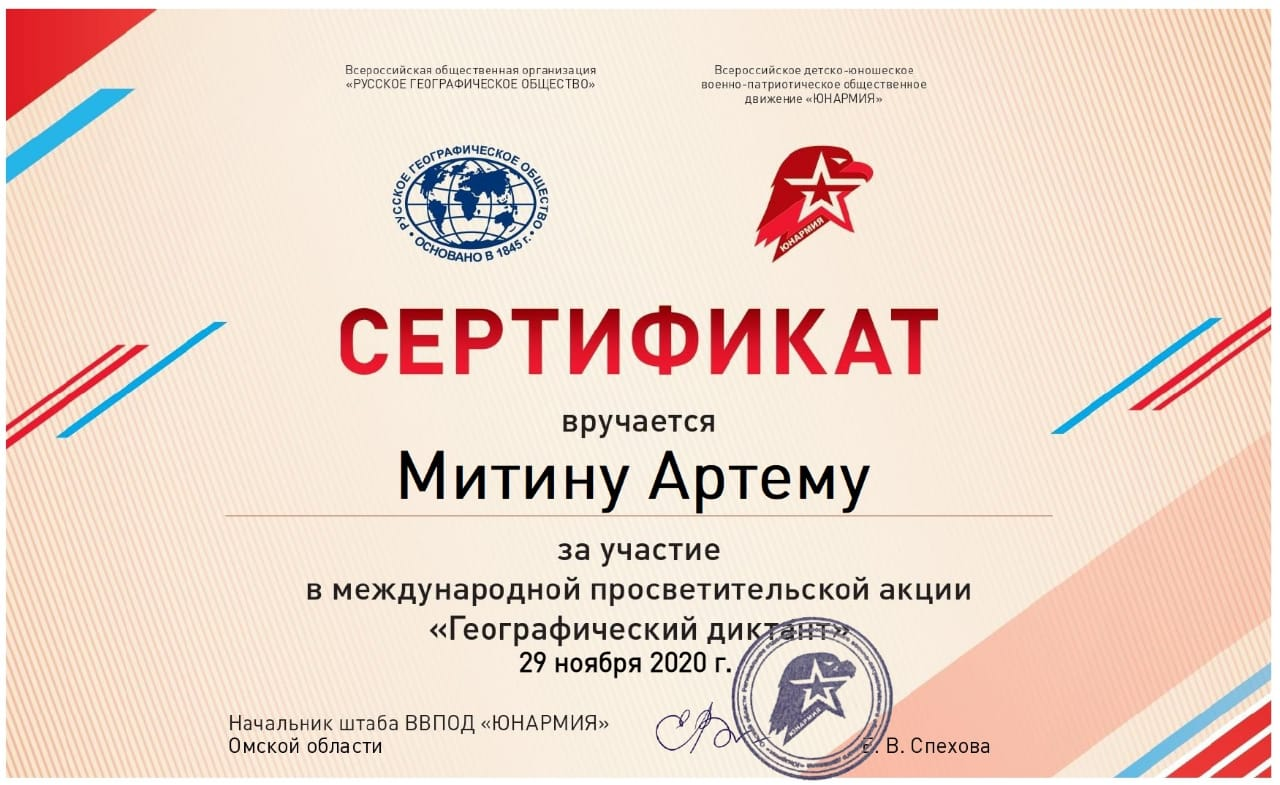 Всероссийская общественная организация
«РУССКОЕ ГЕОГРАФИЧЕСКОЕ ОБЩЕСТВО»
Всероссийское детско-юношеское
военно-патриотическое общественное
движение «ЮНАРМИЯ»
РУССКОЕ ГЕОГРАФИЧЕСКОЕ ОБЩЕСТВО
• ОСНОВАНО В 1845 г. •
ЮНАРМИЯ
СЕРТИФИКАТ
вручается
Митину Артему
за участие
в международной просветительской акции
«Географический диктант»
29 ноября 2020 г.
Начальник штаба ВВПОД «ЮНАРМИЯ»
Омской области
Е. В. Спехова
ЮНАРМИЯ